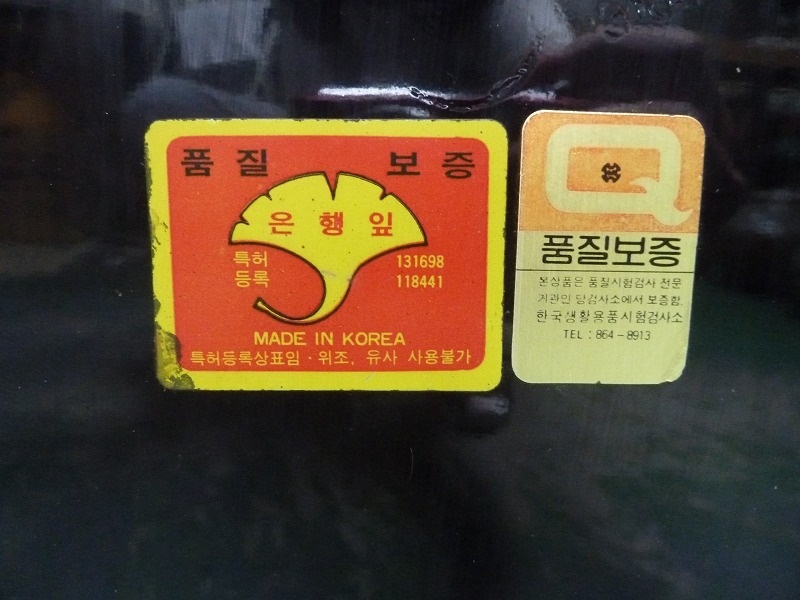 품질 보증
은행잎
특허 131698
등록 118441
MADE IN KOREA
특허등록상표임 · 위조, 유사 사용불가
Q
품질보증
본상품은 품질시험검사 전문
기관인 당검사소에서 보증함.
한국생활용품시험검사소
TEL : 864-8913